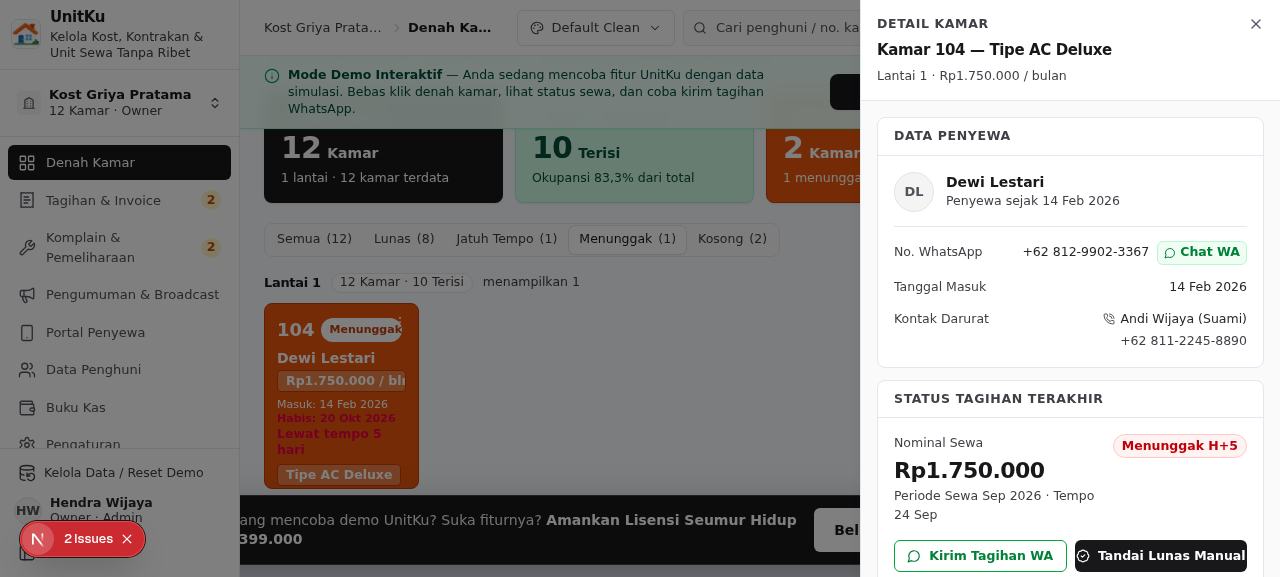 UnitKu
Kelola Kost, Kontrakan &
Unit Sewa Tanpa Ribet
Kost Griya Pratama
12 Kamar · Owner
Denah Kamar
Tagihan & Invoice 2
Komplain &
Pemeliharaan 2
Pengumuman & Broadcast
Portal Penyewa
Data Penghuni
Buku Kas
Pengaturan
Kelola Data / Reset Demo
HW Hendra Wijaya
Owner · Admin
N 2 Issues
Kost Griya Prata... Denah Ka... Default Clean Cari penghuni / no. ka
Mode Demo Interaktif — Anda sedang mencoba fitur UnitKu dengan data
simulasi. Bebas klik denah kamar, lihat status sewa, dan coba kirim tagihan
WhatsApp.
12 Kamar
1 lantai · 12 kamar terdata
10 Terisi
Okupansi 83,3% dari total
2 Kamar
1 menungga
Semua (12) Lunas (8) Jatuh Tempo (1) Menunggak (1) Kosong (2)
Lantai 1 12 Kamar · 10 Terisi menampilkan 1
104 Menunggak
Dewi Lestari
Rp1.750.000 / bln
Masuk: 14 Feb 2026
Habis: 20 Okt 2026
Lewat tempo 5
hari
Tipe AC Deluxe
ang mencoba demo UnitKu? Suka fiturnya? Amankan Lisensi Seumur Hidup
399.000
Bel
DETAIL KAMAR
Kamar 104 — Tipe AC Deluxe
Lantai 1 · Rp1.750.000 / bulan
DATA PENYEWA
DL Dewi Lestari
Penyewa sejak 14 Feb 2026
No. WhatsApp +62 812-9902-3367 Chat WA
Tanggal Masuk 14 Feb 2026
Kontak Darurat Andi Wijaya (Suami)
+62 811-2245-8890
STATUS TAGIHAN TERAKHIR
Nominal Sewa Menunggak H+5
Rp1.750.000
Periode Sewa Sep 2026 · Tempo
24 Sep
Kirim Tagihan WA Tandai Lunas Manual